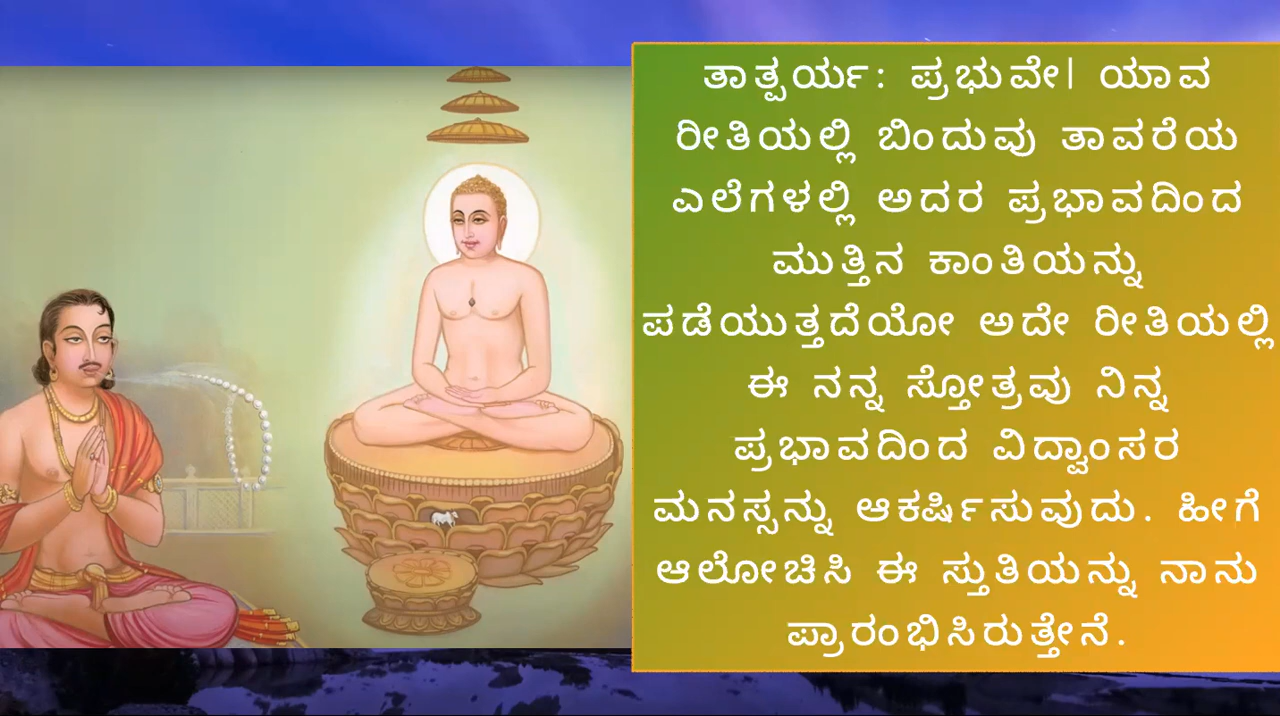 ತಾತ್ಪರ್ಯ: ಪ್ರಭುವೇ| ಯಾವ
ರೀತಿಯಲ್ಲಿ ಬಿಂದುವು ತಾವರೆಯ
ಎಲೆಗಳಲ್ಲಿ ಅದರ ಪ್ರಭಾವದಿಂದ
ಮುತ್ತಿನ ಕಾಂತಿಯನ್ನು
ಪಡೆಯುತ್ತದೆಯೋ ಅದೇ ರೀತಿಯಲ್ಲಿ
ಈ ನನ್ನ ಸ್ತೋತ್ರವು ನಿನ್ನ
ಪ್ರಭಾವದಿಂದ ವಿದ್ವಾಂಸರ
ಮನಸ್ಸನ್ನು ಆಕರ್ಷಿಸುವುದು. ಹೀಗೆ
ಆಲೋಚಿಸಿ ಈ ಸ್ತುತಿಯನ್ನು ನಾನು
ಪ್ರಾರಂಭಿಸಿರುತ್ತೇನೆ.